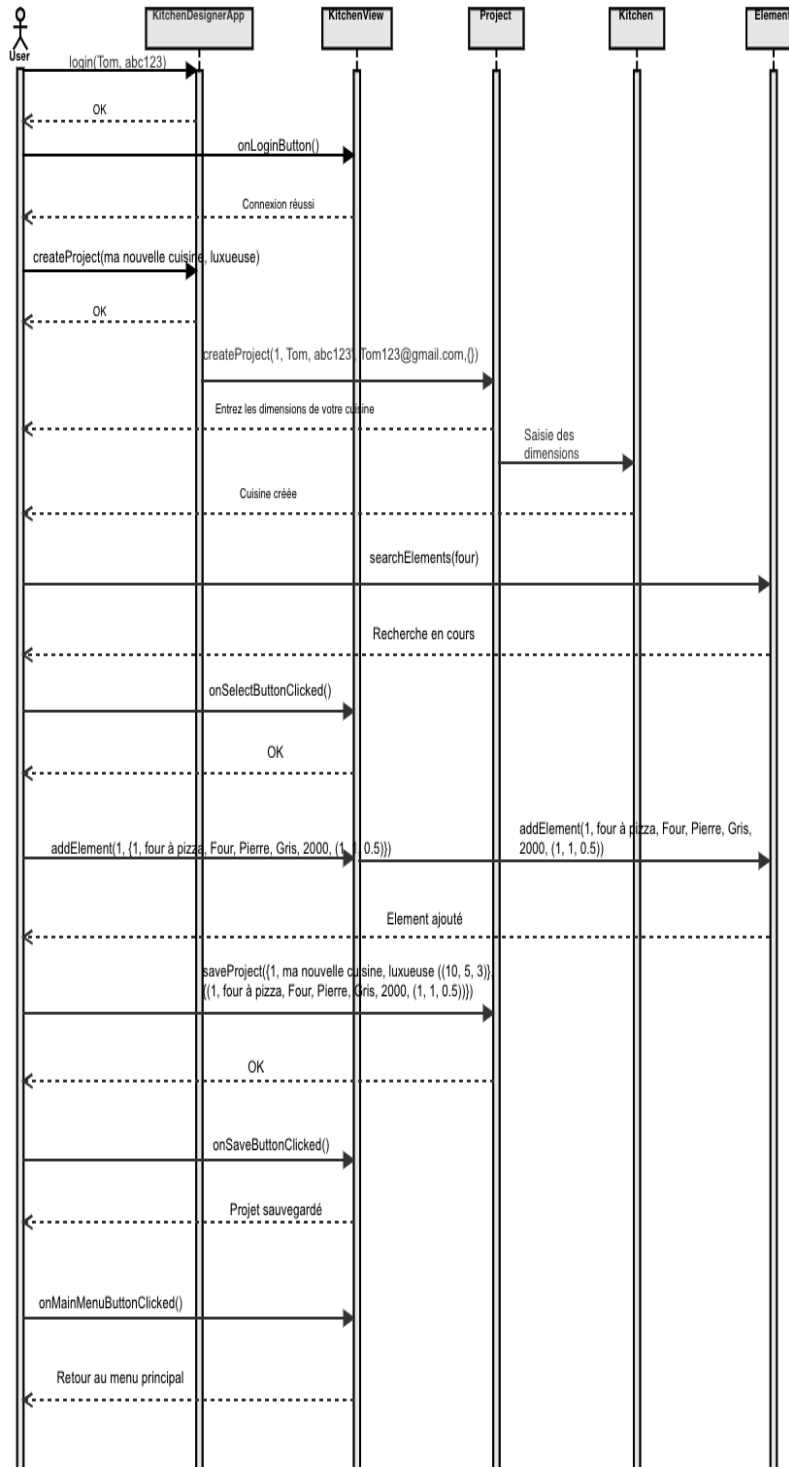 KitchenDesignerApp
KitchenView
Project
Kitchen
Element
User
login(Tom, abc123)
OK
onLoginButton()
Connexion réussi
createProject(ma nouvelle cuisine, luxueuse)
OK
createProject(1, Tom, abc123, Tom123@gmail.com,{})
Entrez les dimensions de votre cuisine
Saisie des
dimensions
Cuisine créée
searchElements(four)
Recherche en cours
onSelectButtonClicked()
OK
addElement(1, {1, four à pizza, Four, Pierre, Gris, 2000, (1, 1, 0.5)})
addElement(1, four à pizza, Four, Pierre, Gris,
2000, (1, 1, 0.5))
Element ajouté
saveProject({1, ma nouvelle cuisine, luxueuse ((10, 5, 3)},
{(1, four à pizza, Four, Pierre, Gris, 2000, (1, 1, 0.5))})
OK
onSaveButtonClicked()
Projet sauvegardé
onMainMenuButtonClicked()
Retour au menu principal